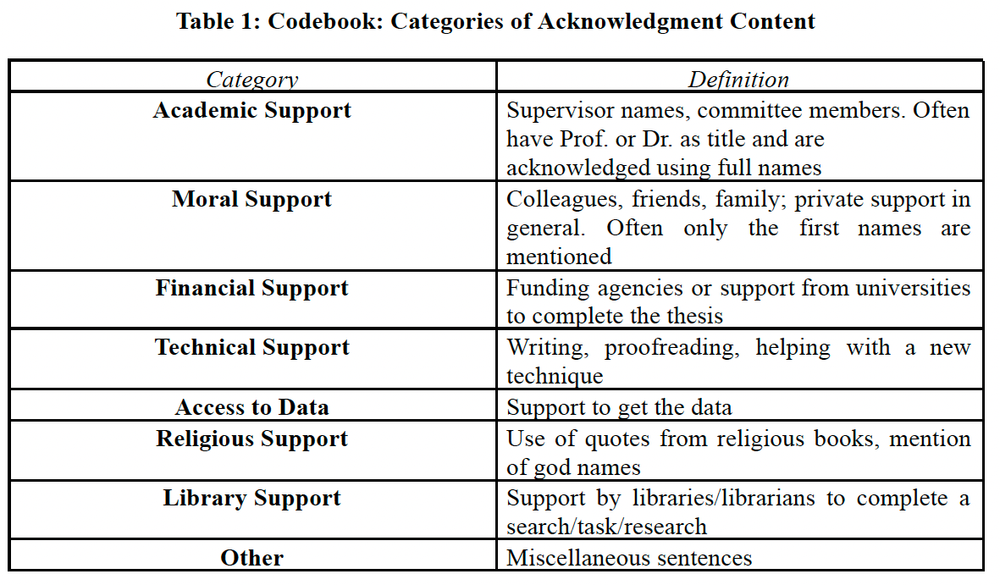 Table 1: Codebook: Categories of Acknowledgment Content
Category Definition
Academic Support Supervisor names, committee members. Often
have Prof. or Dr. as title and are
acknowledged using full names
Moral Support Colleagues, friends, family; private support in
general. Often only the first names are
mentioned
Financial Support Funding agencies or support from universities
to complete the thesis
Technical Support Writing, proofreading, helping with a new
technique
Access to Data Support to get the data
Religious Support Use of quotes from religious books, mention
of god names
Library Support Support by libraries/librarians to complete a
search/task/research
Other Miscellaneous sentences